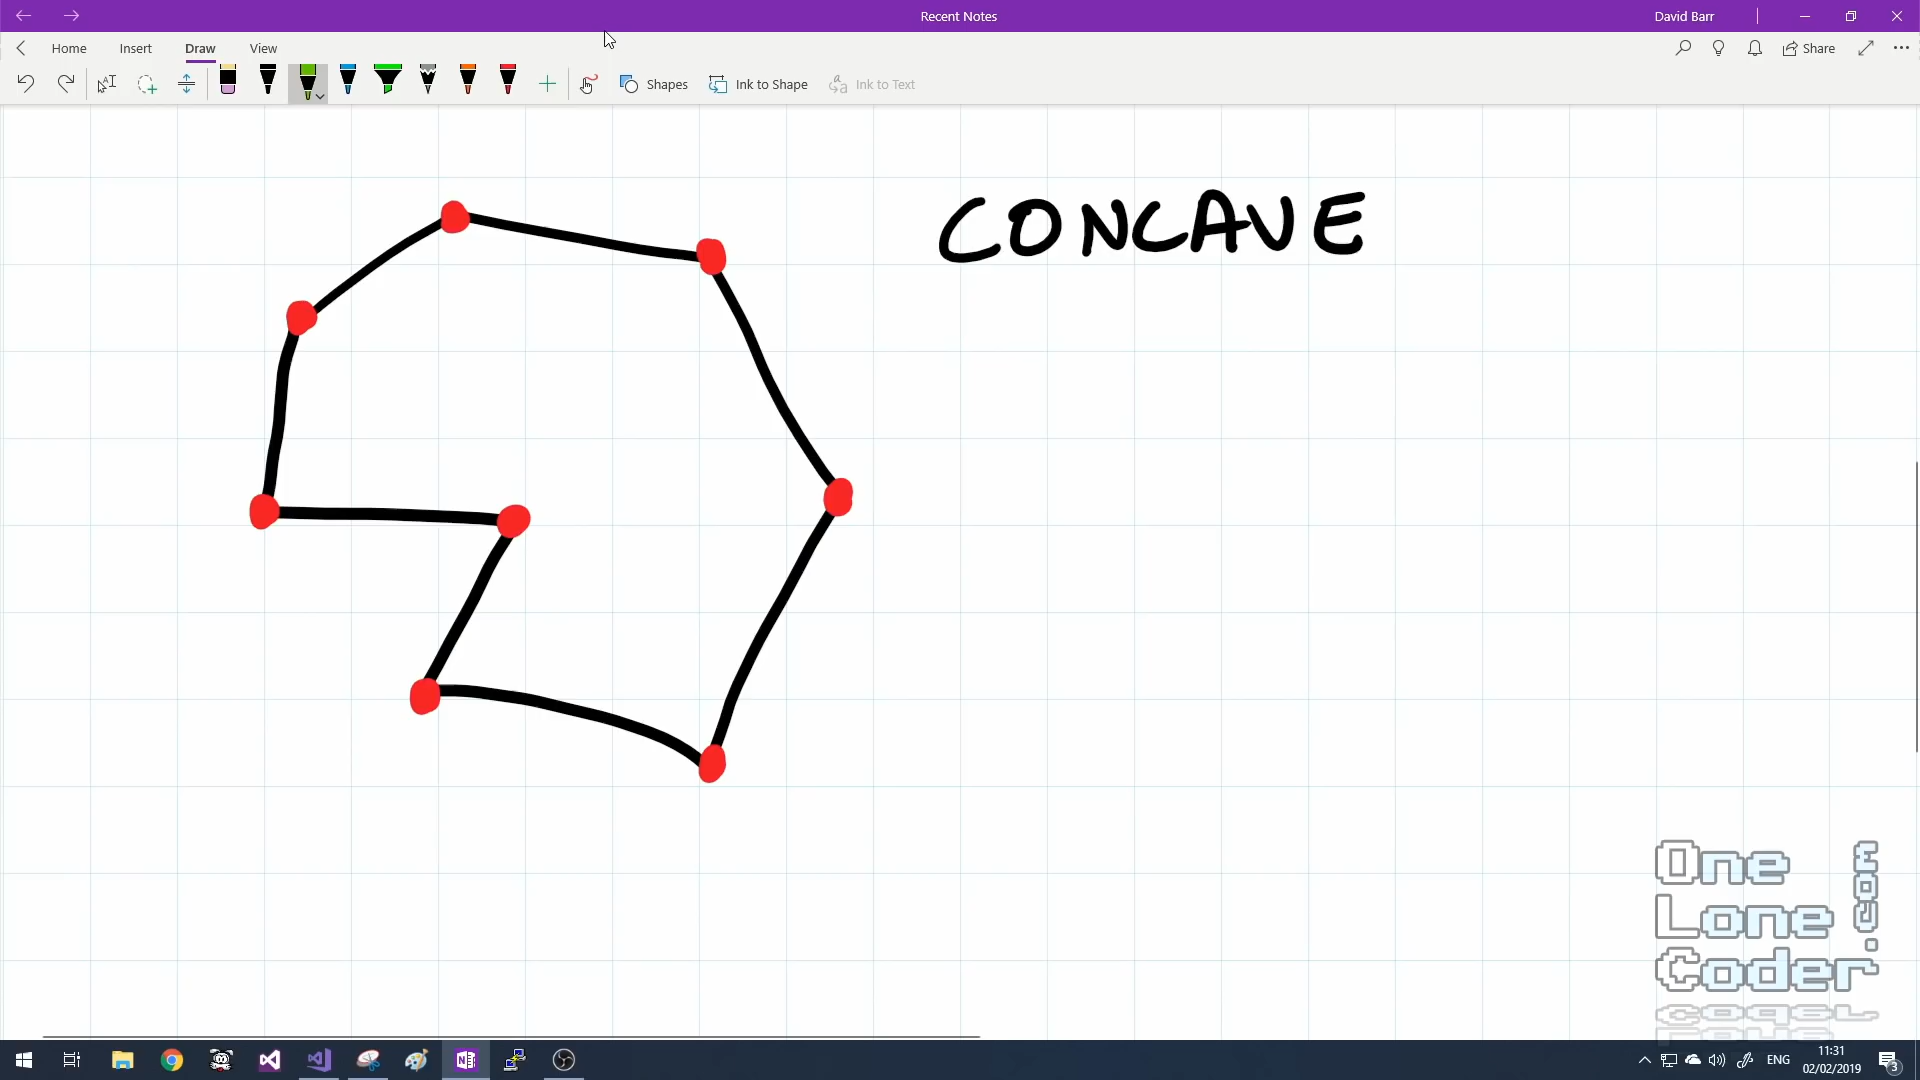 Recent Notes
David Barr
Home Insert Draw View
Share
Shapes
Ink to Shape
Ink to Text
CONCAVE
One
Lone
Coder
.com
ENG
11:31
02/02/2019
3